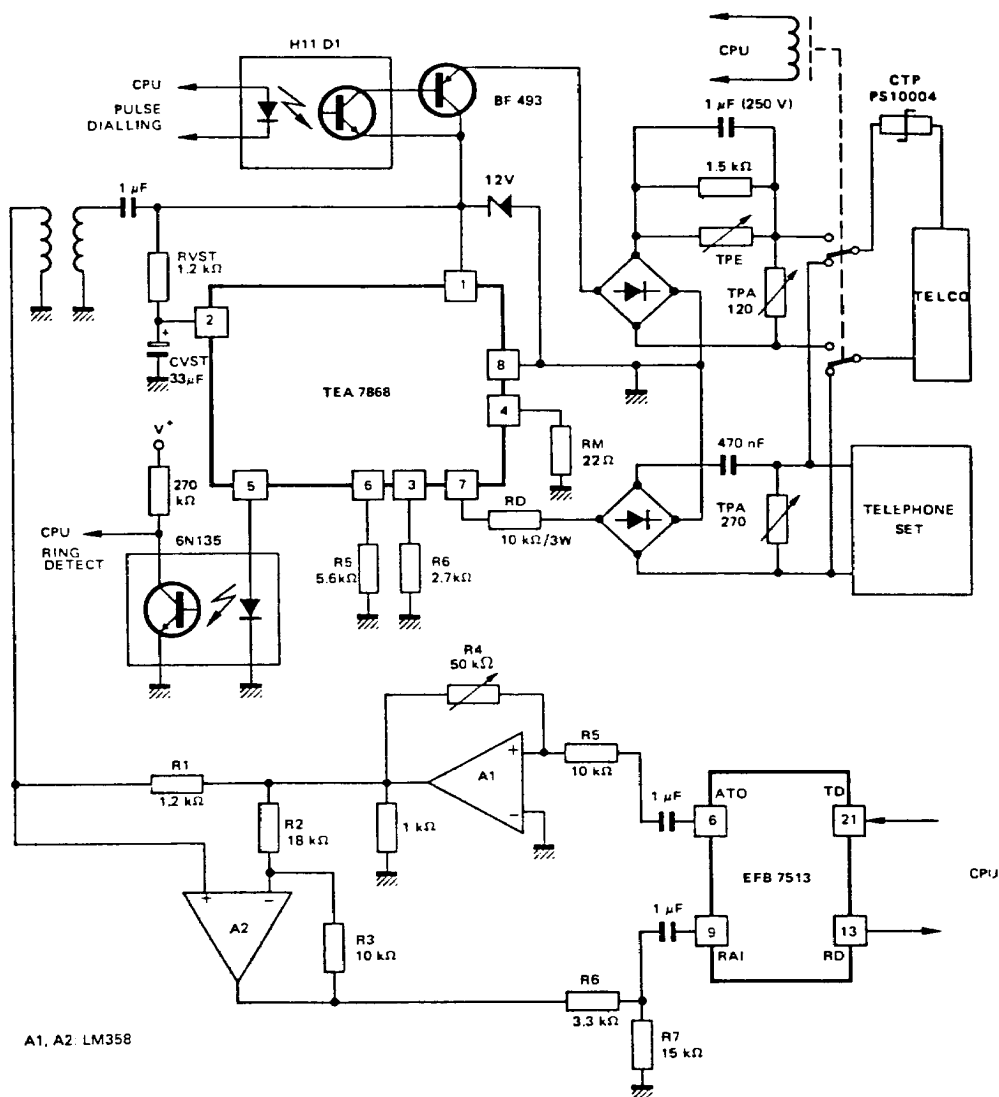 H11 D1
CPU
PULSE
DIALLING
BF 493
CPU
CTP
PS10004
1 µF (250 V)
1.5 kΩ
TPE
TPA
120
TELCO
1 µF
12V
RVST
1.2 kΩ
1
2
+
CVST
33µF
8
4
TEA 7868
RM
22Ω
V+
270
kΩ
5
6
3
7
RD
10 kΩ/3W
470 nF
TPA
270
TELEPHONE
SET
CPU
RING
DETECT
6N135
R5
5.6kΩ
R6
2.7kΩ
R4
50 kΩ
R1
1.2 kΩ
R2
18 kΩ
1 kΩ
A1
+
−
R5
10 kΩ
1 µF
ATO
TD
6
21
EFB 7513
CPU
9
13
RAI
RD
1 µF
+
−
A2
R3
10 kΩ
R6
3.3 kΩ
R7
15 kΩ
A1, A2: LM358